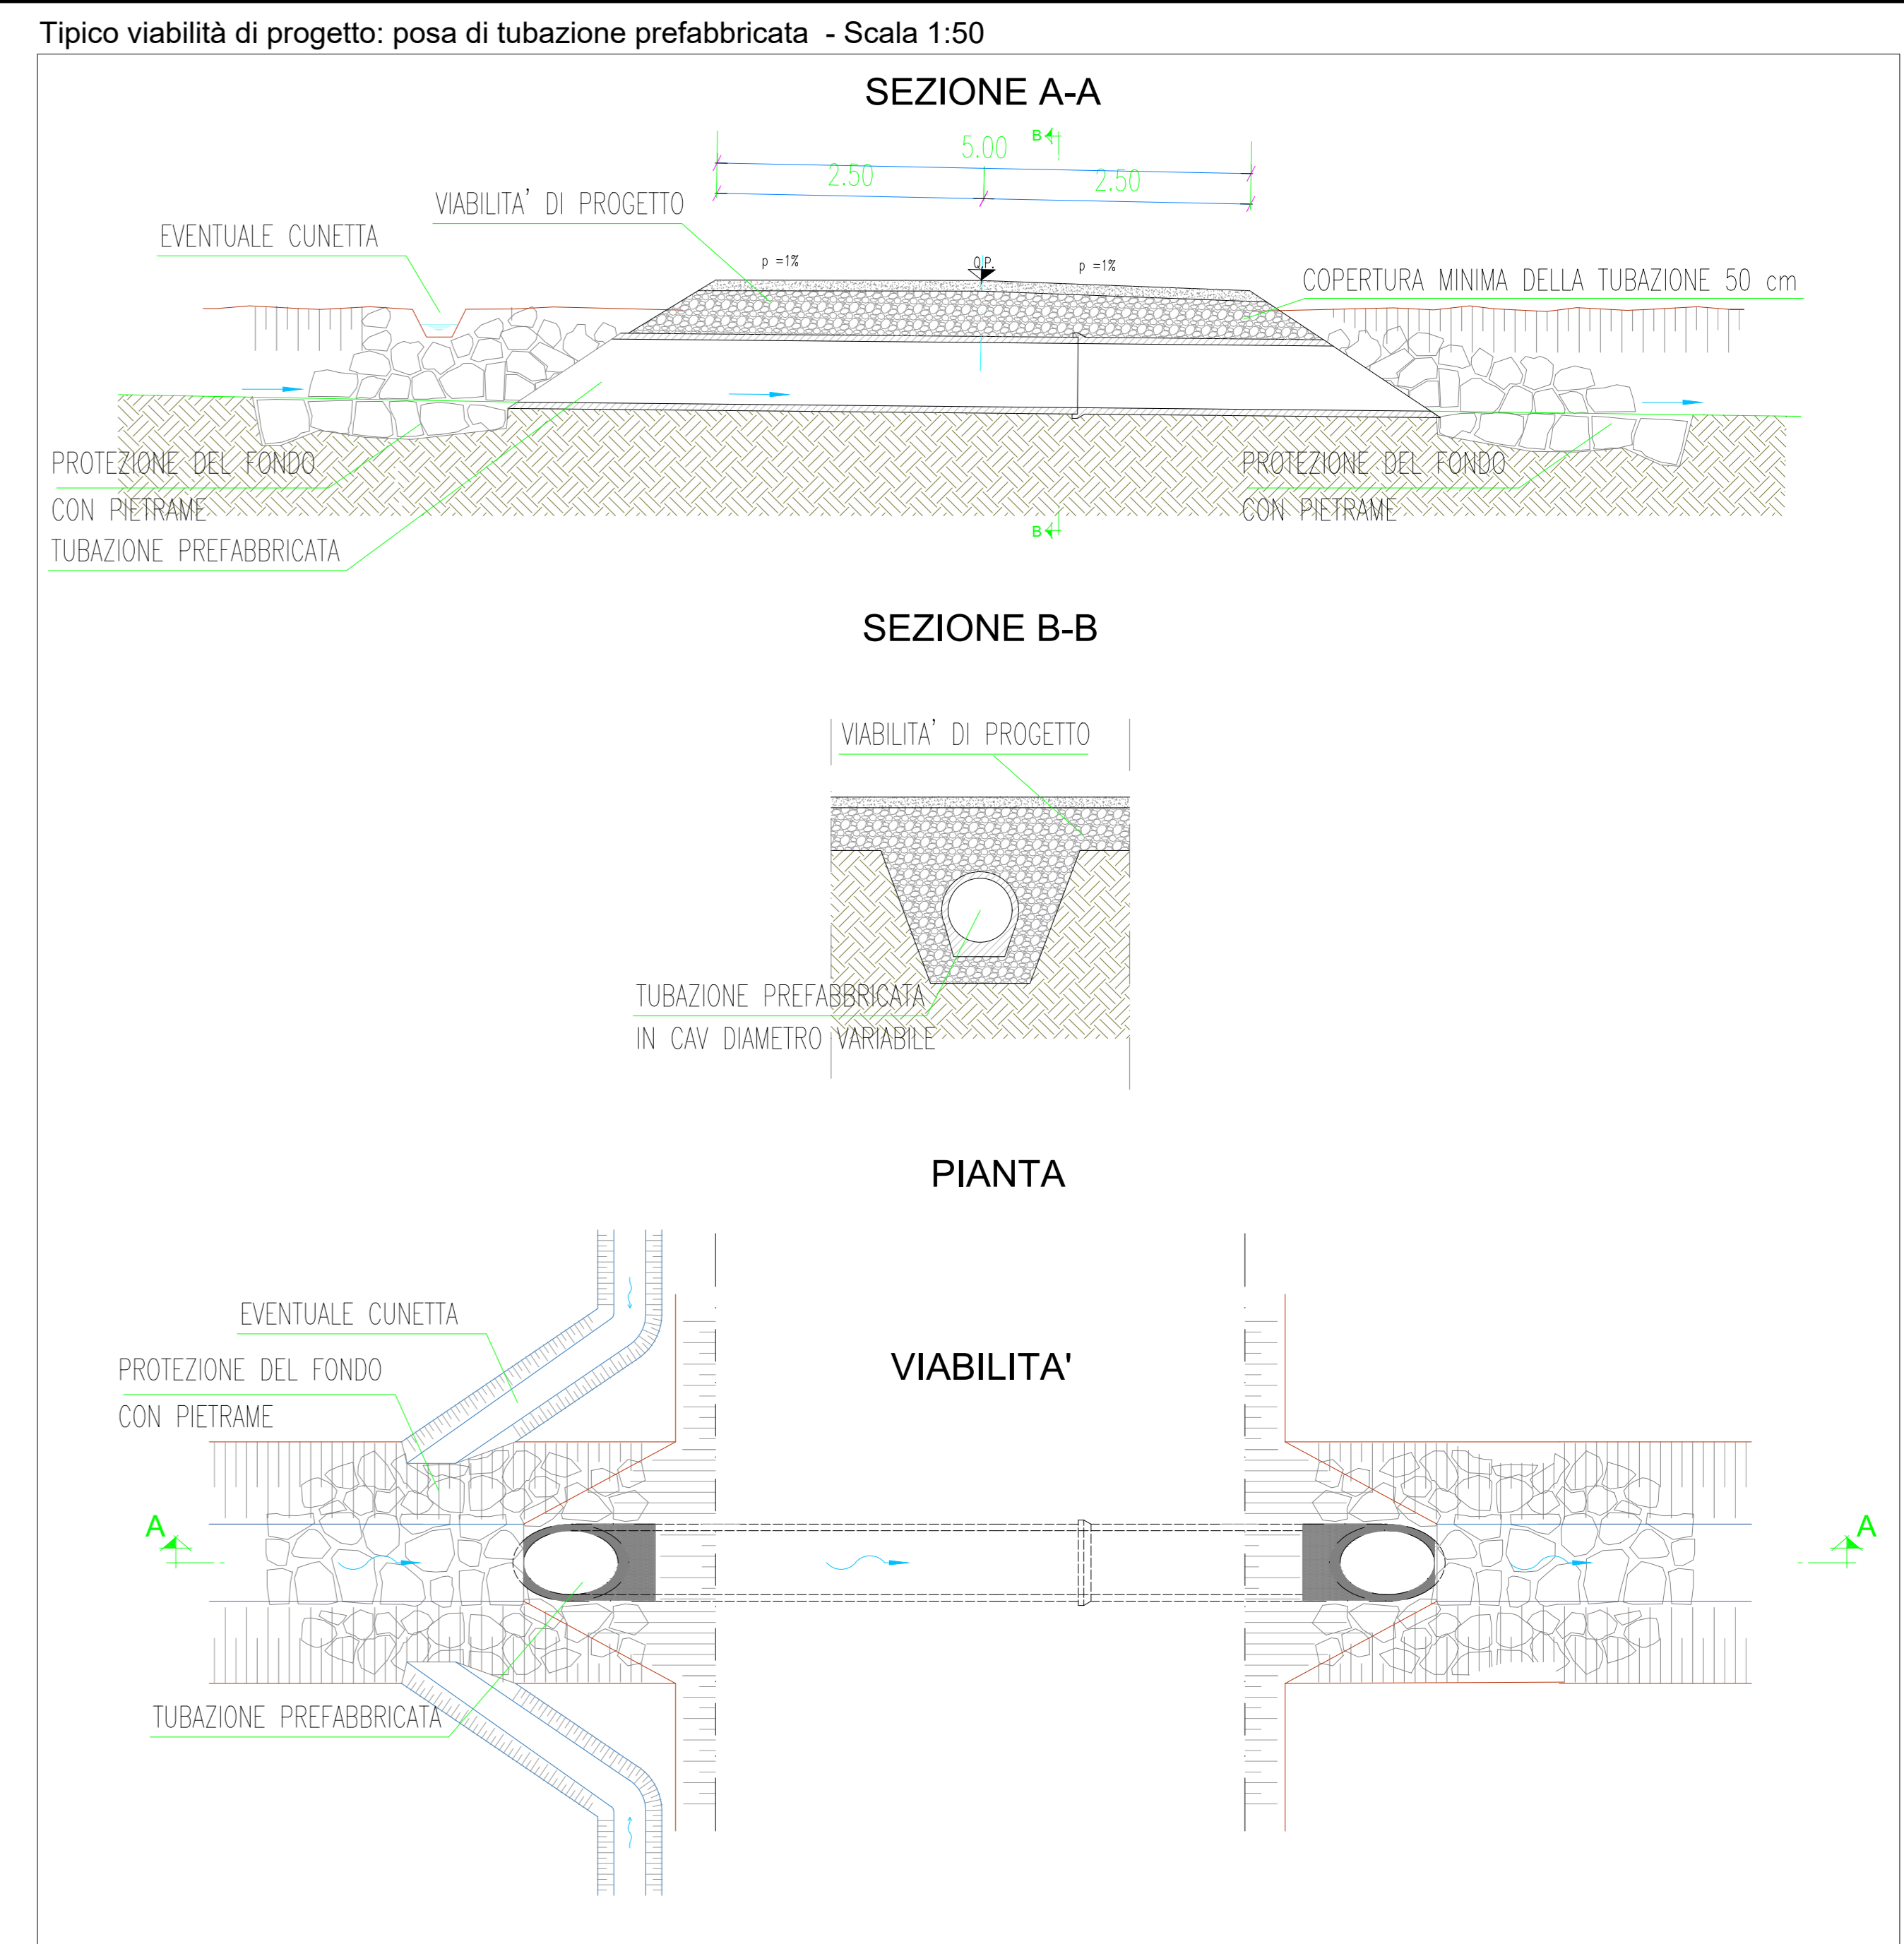 Tipico viabilità di progetto: posa di tubazione prefabbricata - Scala 1:50
SEZIONE A-A
B
5.00
2.50
2.50
VIABILITA' DI PROGETTO
EVENTUALE CUNETTA
p =1%
Q.P.
p =1%
COPERTURA MINIMA DELLA TUBAZIONE 50 cm
PROTEZIONE DEL FONDO
CON PIETRAME
PROTEZIONE DEL FONDO
CON PIETRAME
TUBAZIONE PREFABBRICATA
B
SEZIONE B-B
VIABILITA' DI PROGETTO
TUBAZIONE PREFABBRICATA
IN CAV DIAMETRO VARIABILE
PIANTA
EVENTUALE CUNETTA
VIABILITA'
PROTEZIONE DEL FONDO
CON PIETRAME
A
A
TUBAZIONE PREFABBRICATA